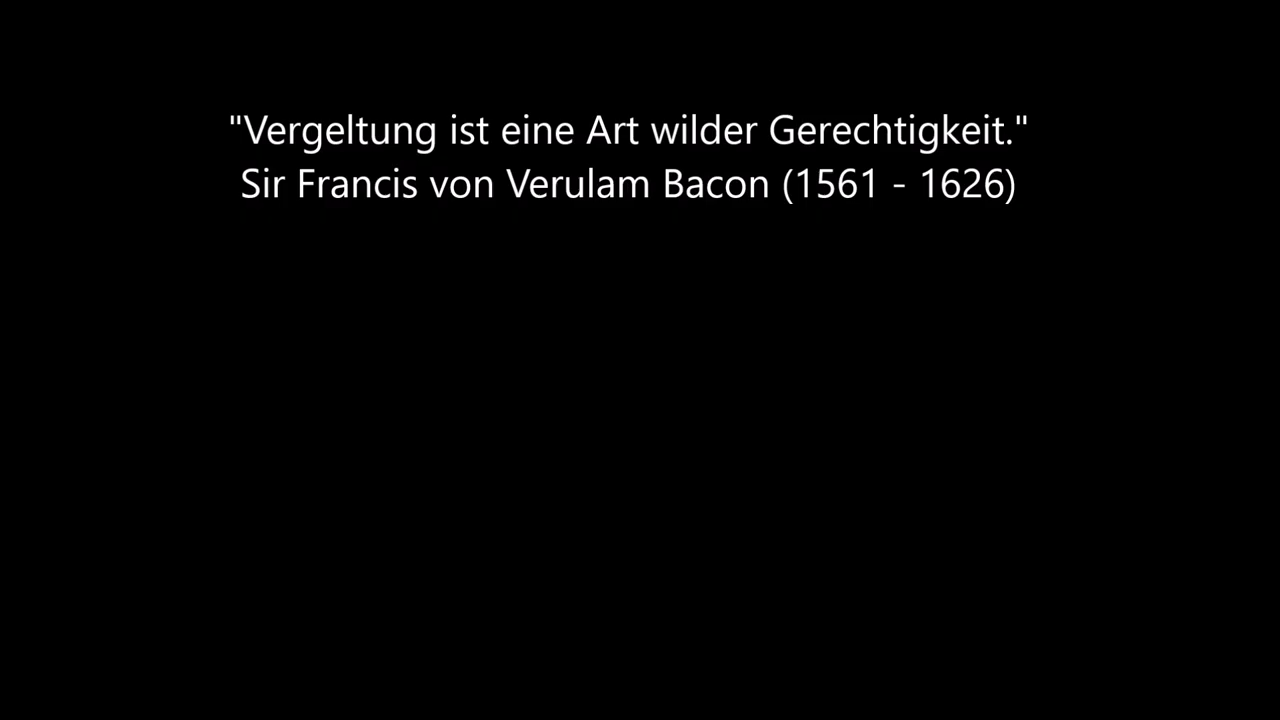 "Vergeltung ist eine Art wilder Gerechtigkeit."
Sir Francis von Verulam Bacon (1561 - 1626)